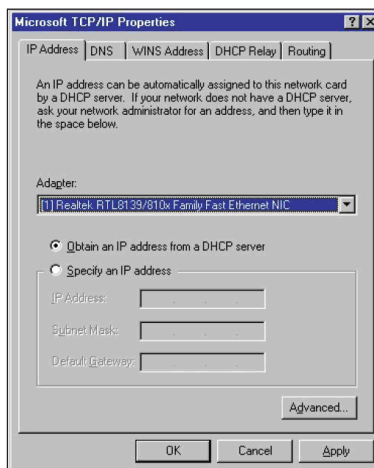 Microsoft TCP/IP Properties
IP Address DNS WINS Address DHCP Relay Routing
An IP address can be automatically assigned to this network card
by a DHCP server. If your network does not have a DHCP server,
ask your network administrator for an address, and then type it in
the space below.
Adapter:
[1] Realtek RTL8139/810x Family Fast Ethernet NIC
Obtain an IP address from a DHCP server
Specify an IP address
IP Address:
Subnet Mask:
Default Gateway:
Advanced...
OK Cancel Apply